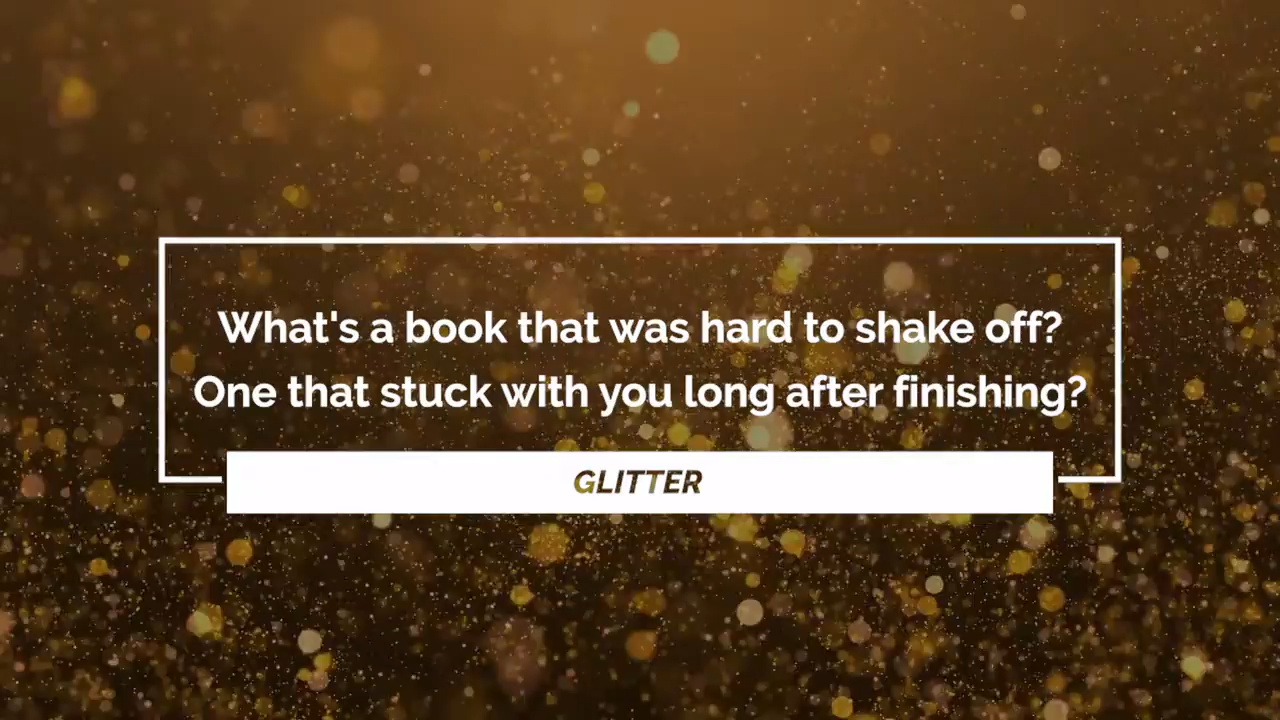 What's a book that was hard to shake off?
One that stuck with you long after finishing?
GLITTER